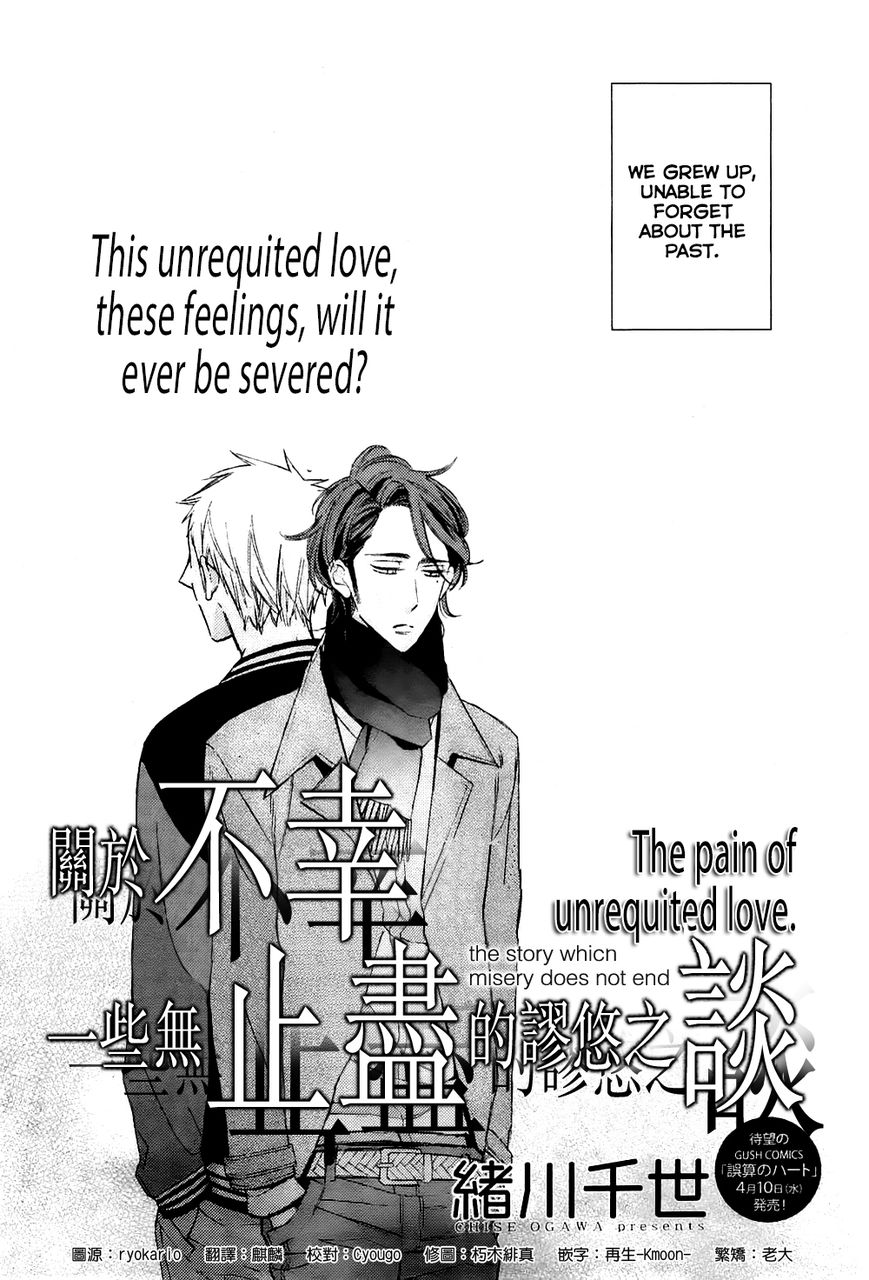 WE GREW UP,
UNABLE TO
FORGET
ABOUT THE
PAST.
This unrequited love,
these feelings, will it
ever be severed?
關於不幸
The pain of
unrequited love.
the story which
misery does not end
一些無止盡的謬悠之談
待望の
GUSH COMICS
「誤算のハート」
4月10日(水)
発売!
緒川千世
CHISE OGAWA presents
圖源:ryokario 翻譯:麒麟 校對:Cyougo 修圖:朽木緋真 嵌字:再生-Kmoon- 繁嬌:老大